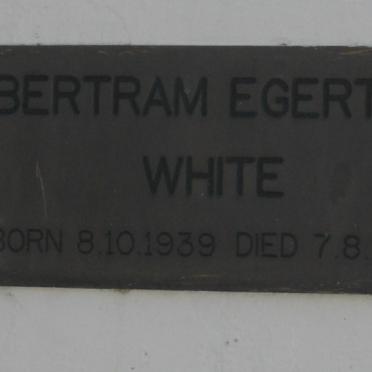 BERTRAM EGERT
WHITE
BORN 8.10.1939 DIED 7.8.